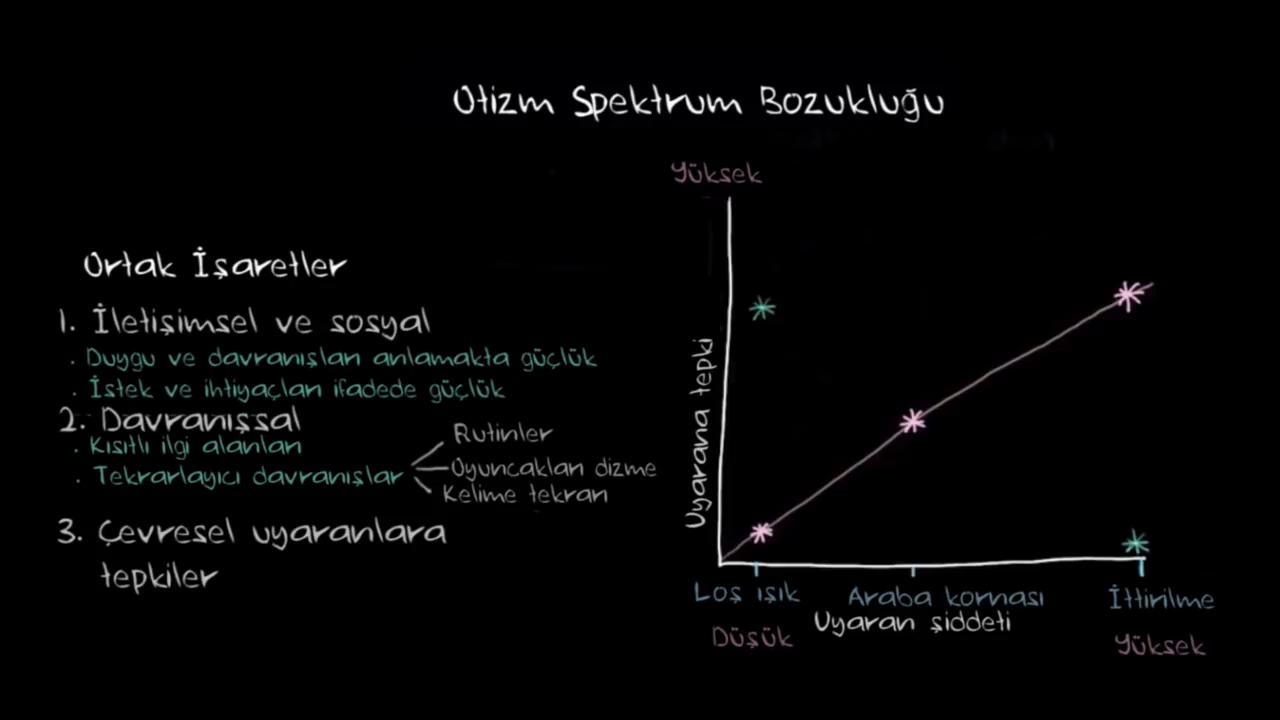 Otizm Spektrum Bozukluğu
Ortak İşaretler
1. İletişimsel ve sosyal
. Duygu ve davranışları anlamakta güçlük
. İstek ve ihtiyaçları ifadede güçlük
2. Davranışsal
. Kısıtlı ilgi alanları
. Tekrarlayıcı davranışlar
Rutinler
Oyuncakları dizme
Kelime tekrarı
3. Çevresel uyaranlara
tepkiler
Yüksek
Uyarana tepki
Loş ışık
Araba kornası
İttirilme
Uyaran şiddeti
Düşük
Yüksek